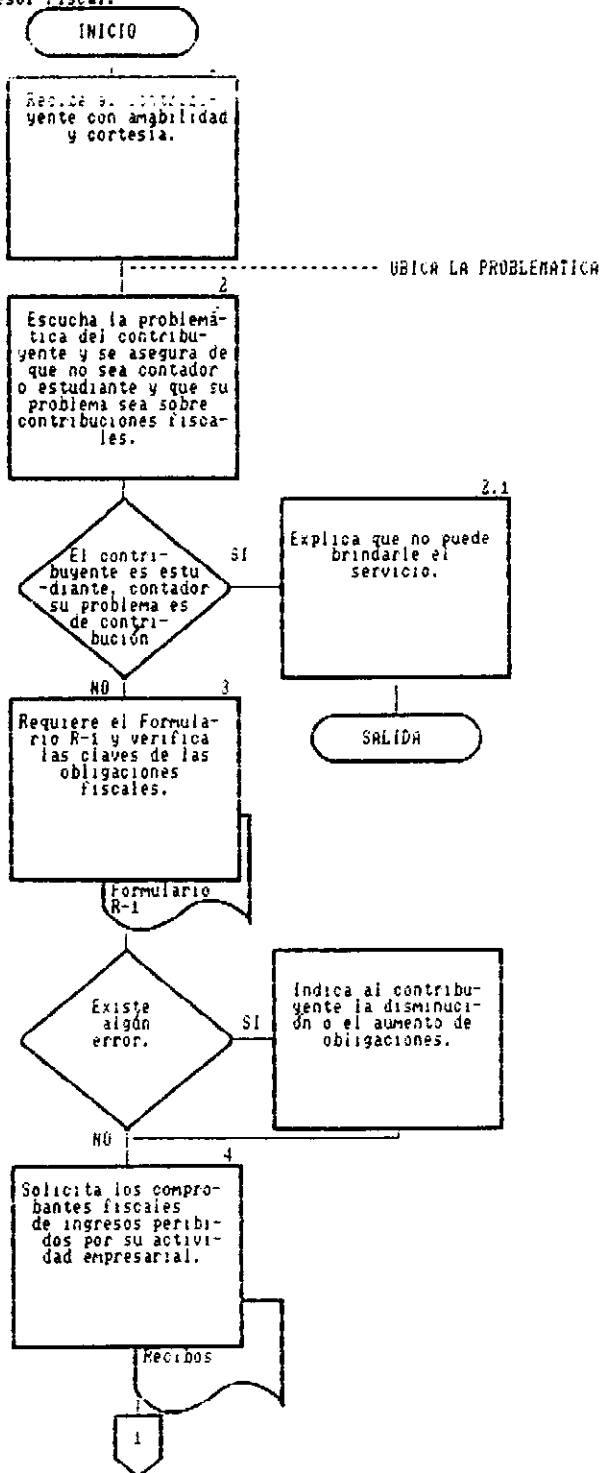 INICIO
yente con amabilidad
y cortesía.
UBICA LA PROBLEMATICA
2
Escucha la problemá-
tica del contribu-
yente y se asegura de
que no sea contador
o estudiante y que su
problema sea sobre
contribuciones fisca-
les.
El contri-
buyente es estu
-diante, contador
su problema es
de contri-
bución
SI
2.1
Explica que no puede
brindarle el
servicio.
SALIDA
NO
3
Requiere el Formula-
rio R-1 y verifica
las claves de las
obligaciones
fiscales.
Formulario
R-1
Existe
algún
error.
SI
Indica al contribu-
yente la disminuci-
ón o el aumento de
obligaciones.
NO
4
Solicita los compro-
bantes fiscales
de ingresos peribi-
dos por su activi-
dad empresarial.
Recibos
1